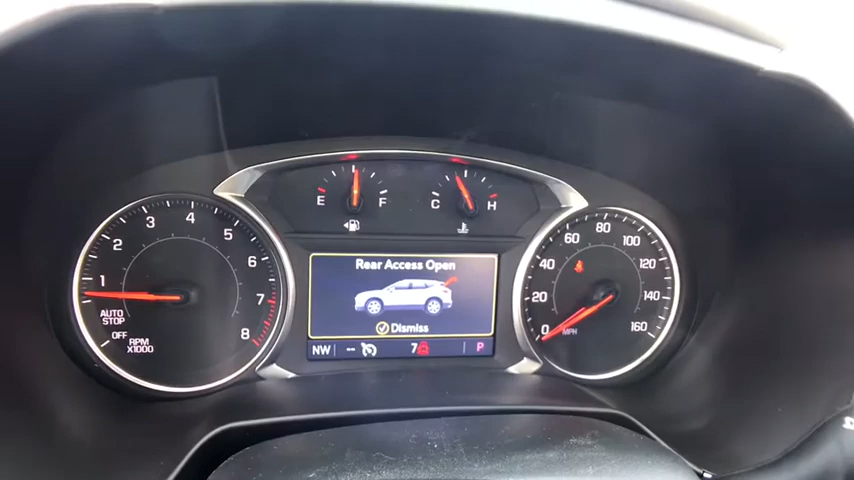 E F
C H
1 2 3 4 5 6 7 8
AUTO
STOP
OFF
RPM
X1000
Rear Access Open
Dismiss
NW -- 7 P
0 20 40 60 80 100 120 140 160
MPH